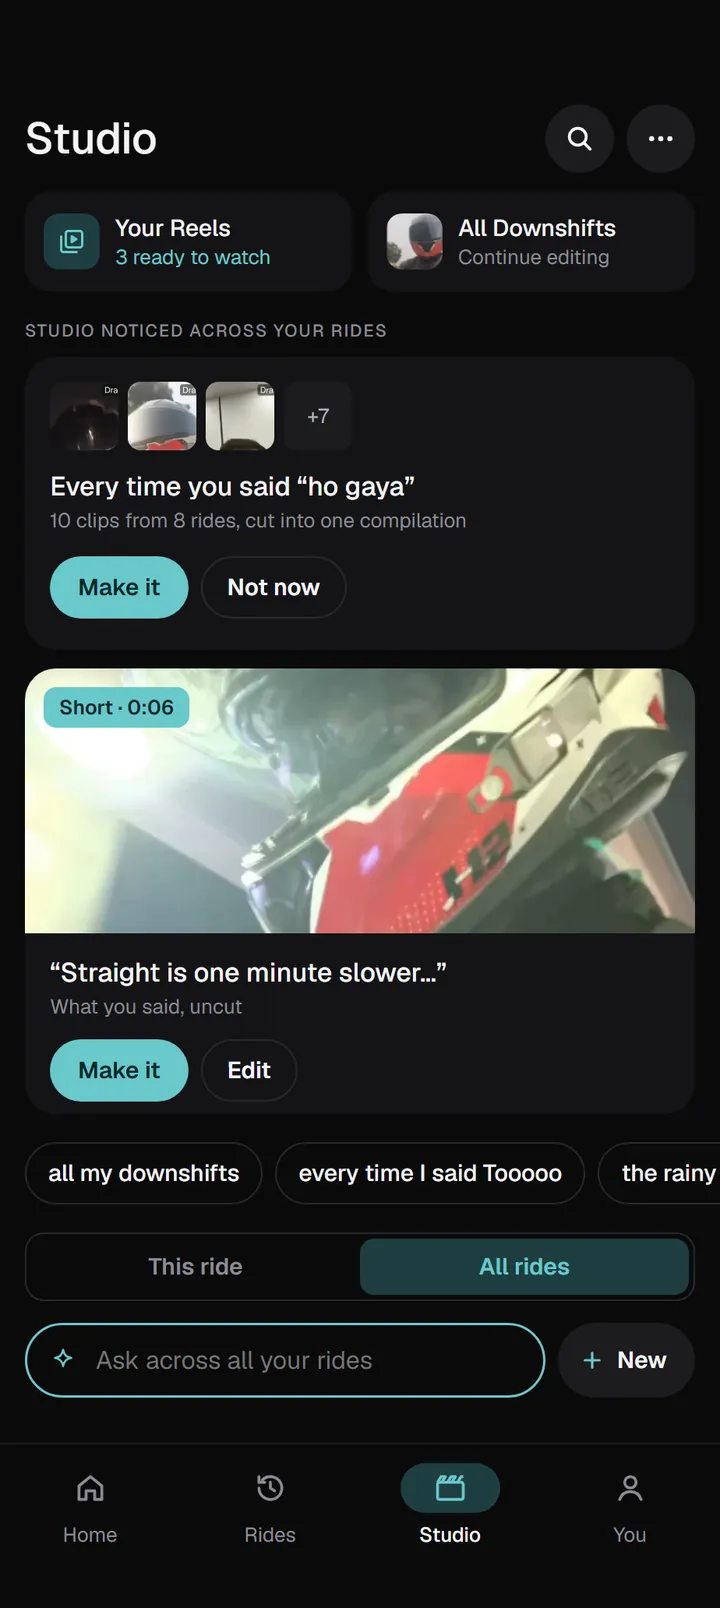 Studio
Your Reels
3 ready to watch
All Downshifts
Continue editing
STUDIO NOTICED ACROSS YOUR RIDES
Dra
Dra
Dra
+7
Every time you said “ho gaya”
10 clips from 8 rides, cut into one compilation
Make it
Not now
Short · 0:06
“Straight is one minute slower...”
What you said, uncut
Make it
Edit
all my downshifts
every time I said Tooooo
the rainy
This ride
All rides
Ask across all your rides
+ New
Home
Rides
Studio
You